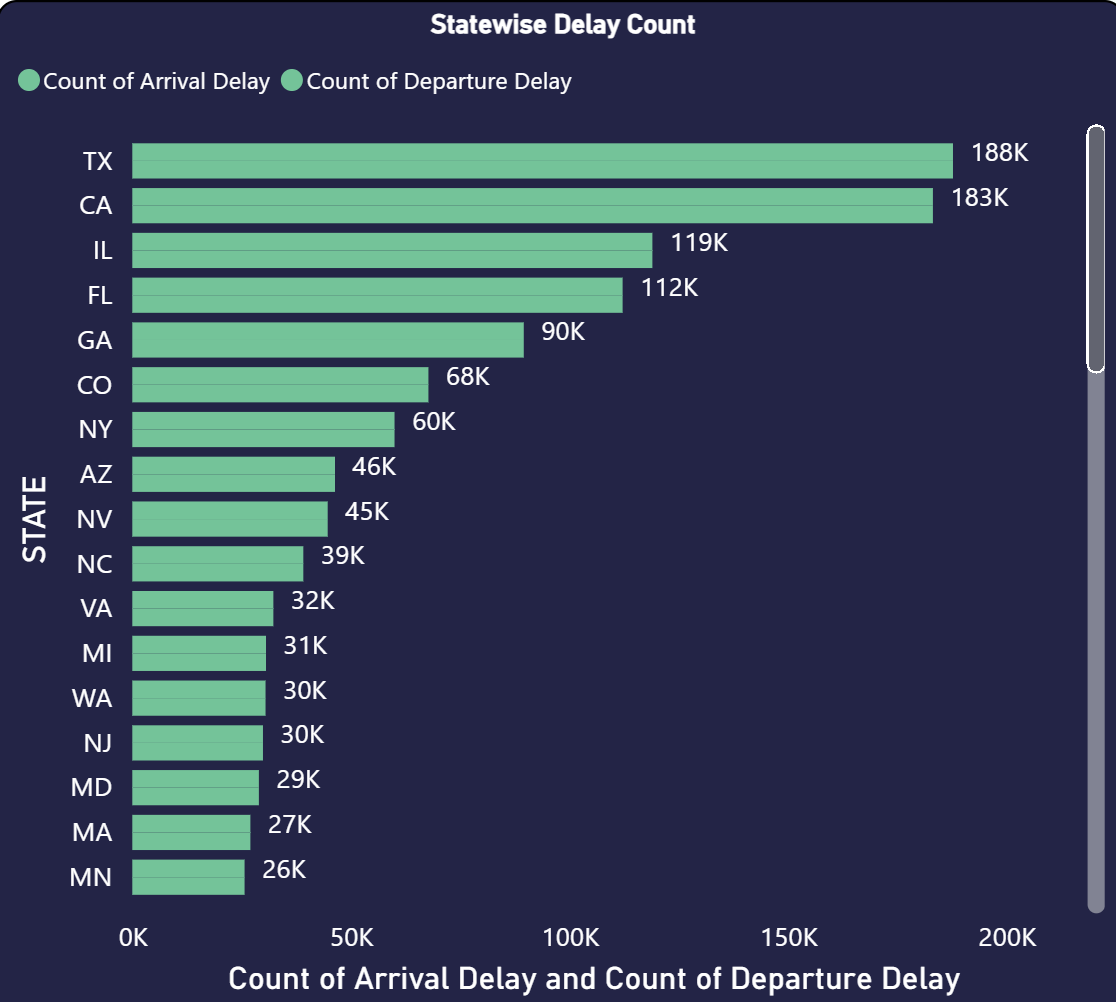 Statewise Delay Count
Count of Arrival Delay Count of Departure Delay
TX 188K
CA 183K
IL 119K
FL 112K
GA 90K
CO 68K
NY 60K
AZ 46K
NV 45K
NC 39K
VA 32K
MI 31K
WA 30K
NJ 30K
MD 29K
MA 27K
MN 26K
STATE
0K 50K 100K 150K 200K
Count of Arrival Delay and Count of Departure Delay